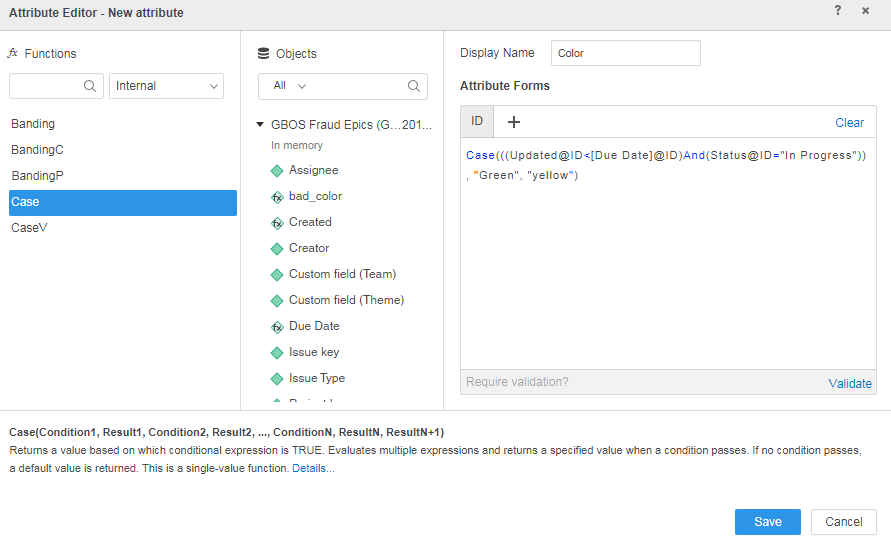 Attribute Editor - New attribute
? ×
fx Functions
Internal
Banding
BandingC
BandingP
Case
CaseV
Objects
All
GBOS Fraud Epics (G...201...
In memory
Assignee
fx bad_color
fx Created
Creator
Custom field (Team)
Custom field (Theme)
fx Due Date
Issue key
Issue Type
Display Name Color
Attribute Forms
ID + Clear
Case(((Updated@ID<[Due Date]@ID)And(Status@ID="In Progress"))
, "Green", "yellow")
Require validation? Validate
Case(Condition1, Result1, Condition2, Result2, ..., ConditionN, ResultN, ResultN+1)
Returns a value based on which conditional expression is TRUE. Evaluates multiple expressions and returns a specified value when a condition passes. If no condition passes,
a default value is returned. This is a single-value function. Details...
Save Cancel